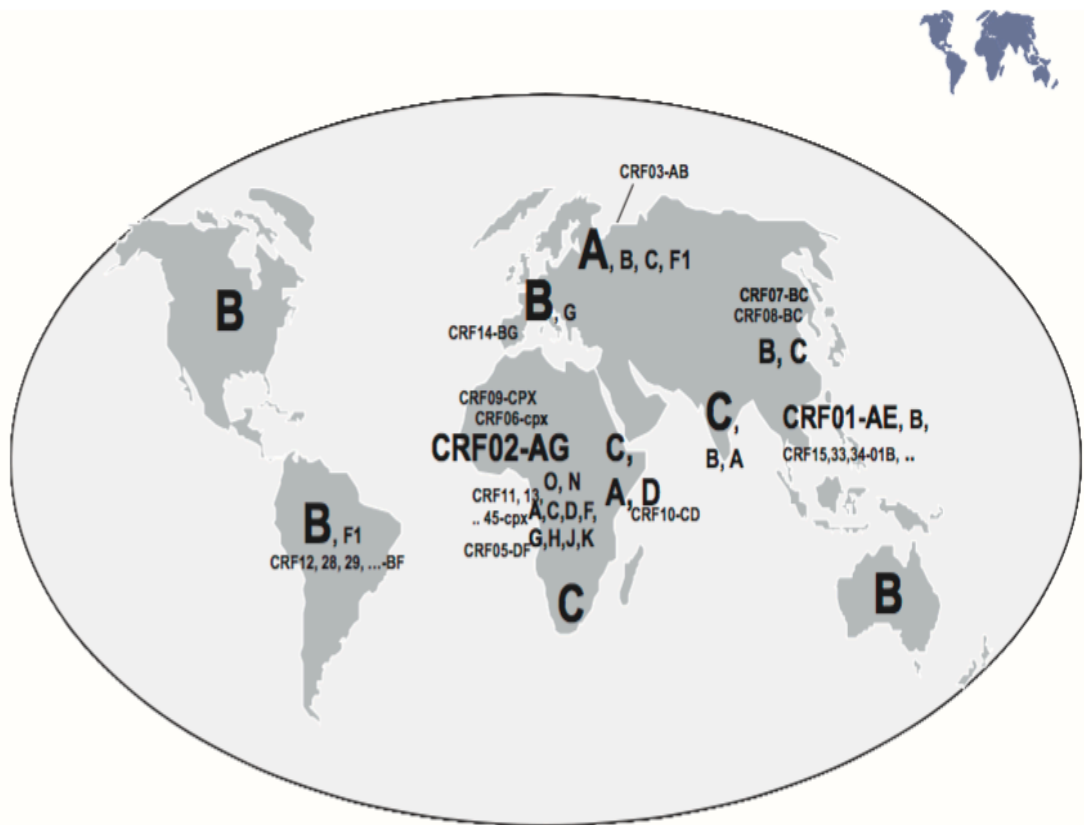 CRF03-AB
A, B, C, F1
B
B, G
CRF14-BG
CRF07-BC
CRF08-BC
B, C
CRF09-CPX
CRF06-cpx
CRF02-AG
C,
A, D
CRF10-CD
C,
B, A
CRF01-AE, B,
CRF15,33,34-01B, ..
O, N
CRF11, 13,
.. 45-cpx
A,C,D,F,
CRF05-DF
G,H,J,K
B, F1
CRF12, 28, 29, ...-BF
C
B